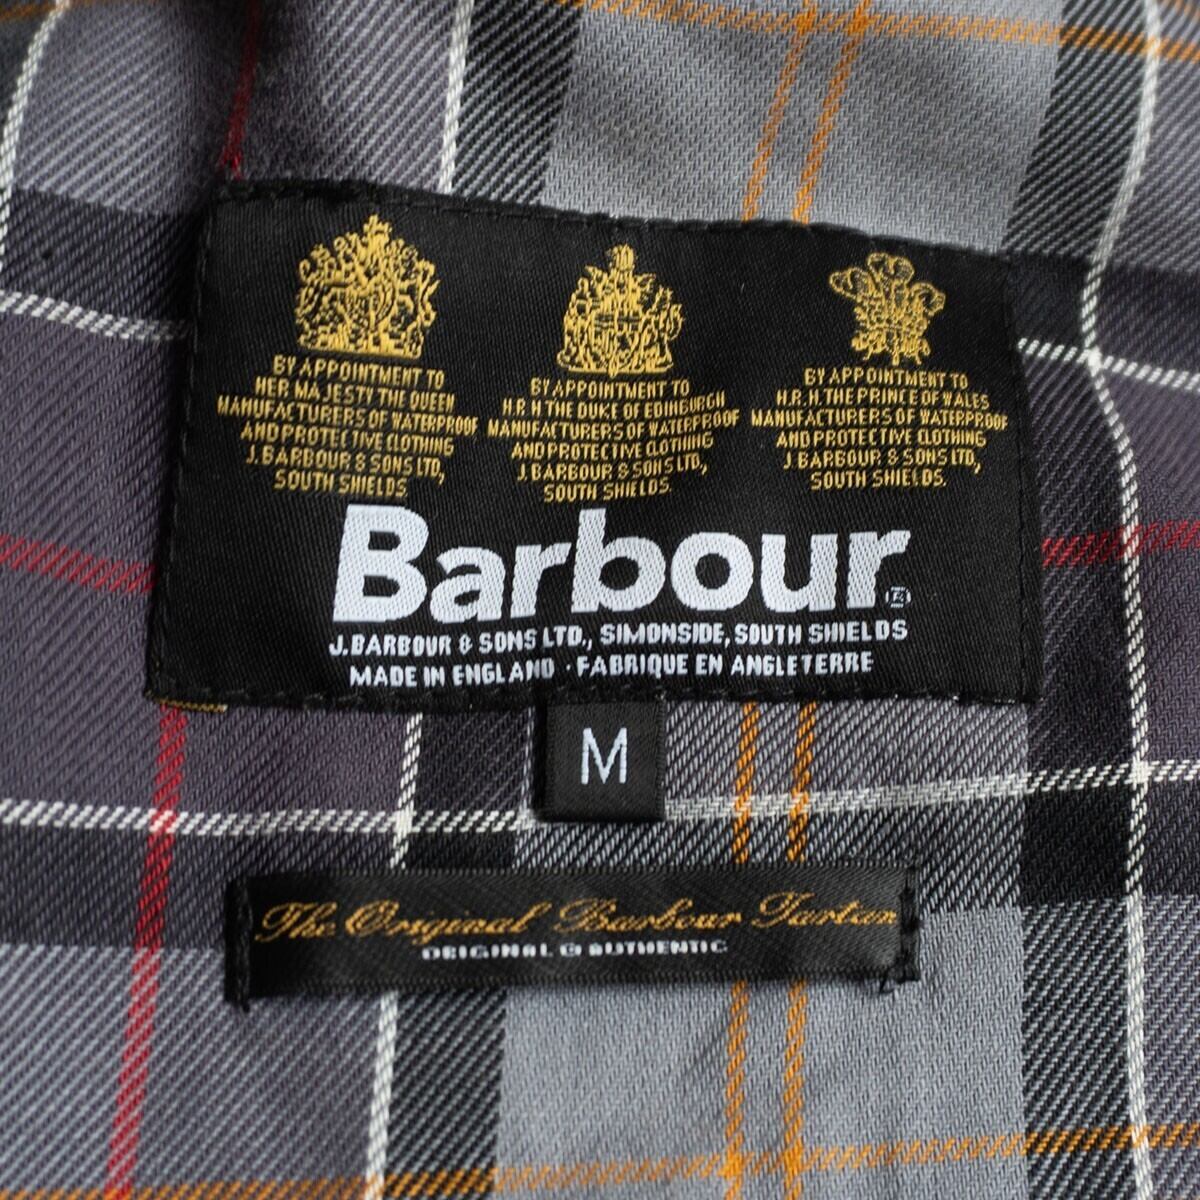 BY APPOINTMENT TO
HER MAJESTY THE QUEEN
MANUFACTURERS OF WATERPROOF
AND PROTECTIVE CLOTHING
J. BARBOUR & SONS LTD,
SOUTH SHIELDS
BY APPOINTMENT TO
H.R.H THE DUKE OF EDINBURGH
MANUFACTURERS OF WATERPROOF
AND PROTECTIVE CLOTHING
J. BARBOUR & SONS LTD,
SOUTH SHIELDS.
BY APPOINTMENT TO
H.R.H THE PRINCE OF WALES
MANUFACTURERS OF WATERPROOF
AND PROTECTIVE CLOTHING
J. BARBOUR & SONS LTD,
SOUTH SHIELDS.
Barbour®
J. BARBOUR & SONS LTD., SIMONSIDE, SOUTH SHIELDS
MADE IN ENGLAND · FABRIQUE EN ANGLETERRE
M
The Original Barbour Tartan
ORIGINAL & AUTHENTIC